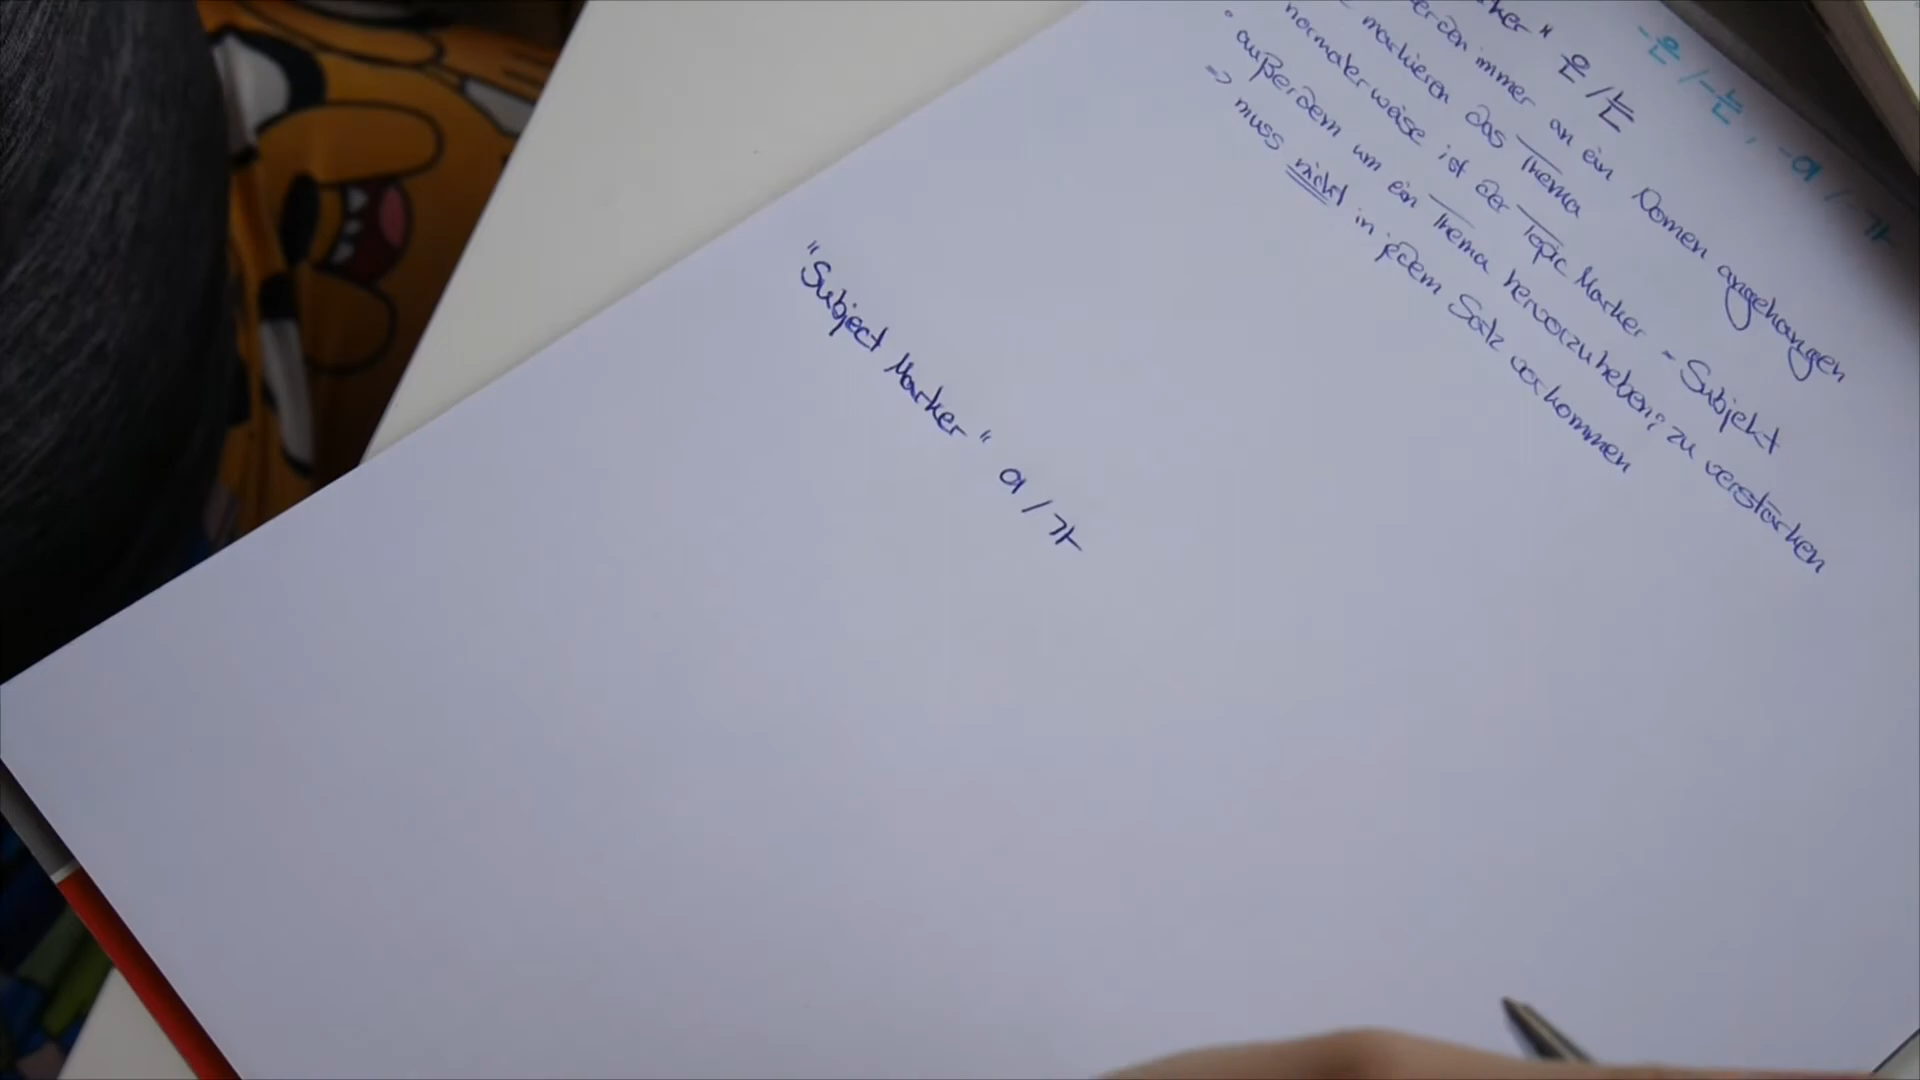 -은/-는, -이/-가
은/는
werden immer an ein Nomen angehangen
markieren das Thema
normalerweise ist der Topic Marker = Subjekt
• außerdem um ein Thema hervorzuheben; zu verstärken
=> muss nicht in jedem Satz vorkommen
"Subject Marker" 이/가